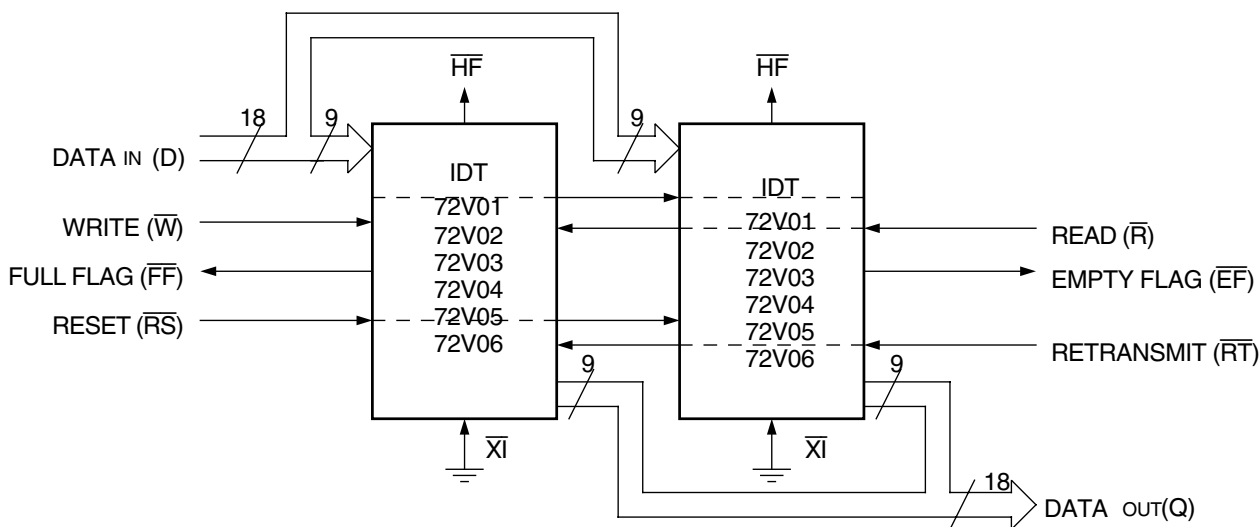 HF
HF
18
9
9
DATA IN (D)
IDT
72V01
72V02
72V03
72V04
72V05
72V06
IDT
72V01
72V02
72V03
72V04
72V05
72V06
WRITE (W)
READ (R)
FULL FLAG (FF)
EMPTY FLAG (EF)
RESET (RS)
RETRANSMIT (RT)
9
9
XI
XI
18
DATA OUT(Q)